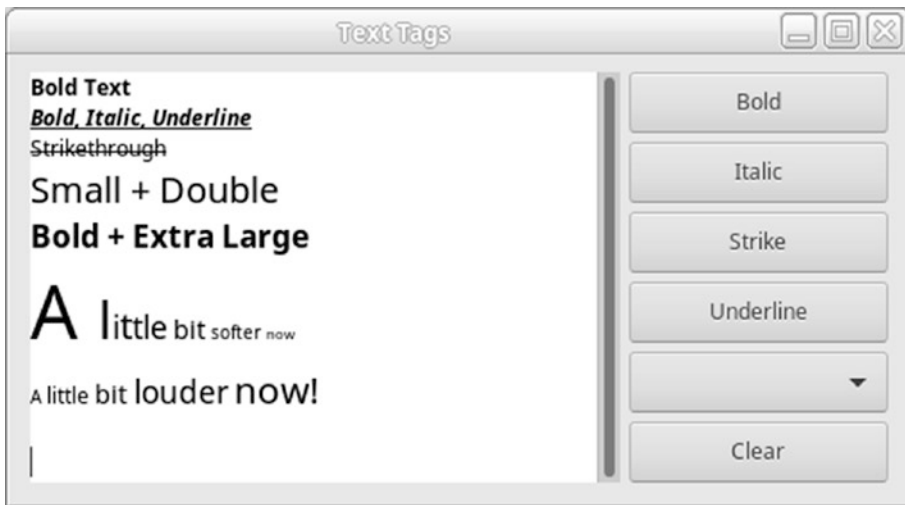 Text Tags
Bold Text
Bold, Italic, Underline
Strikethrough
Small + Double
Bold + Extra Large
A little bit softer now
A little bit louder now!
Bold
Italic
Strike
Underline
Clear